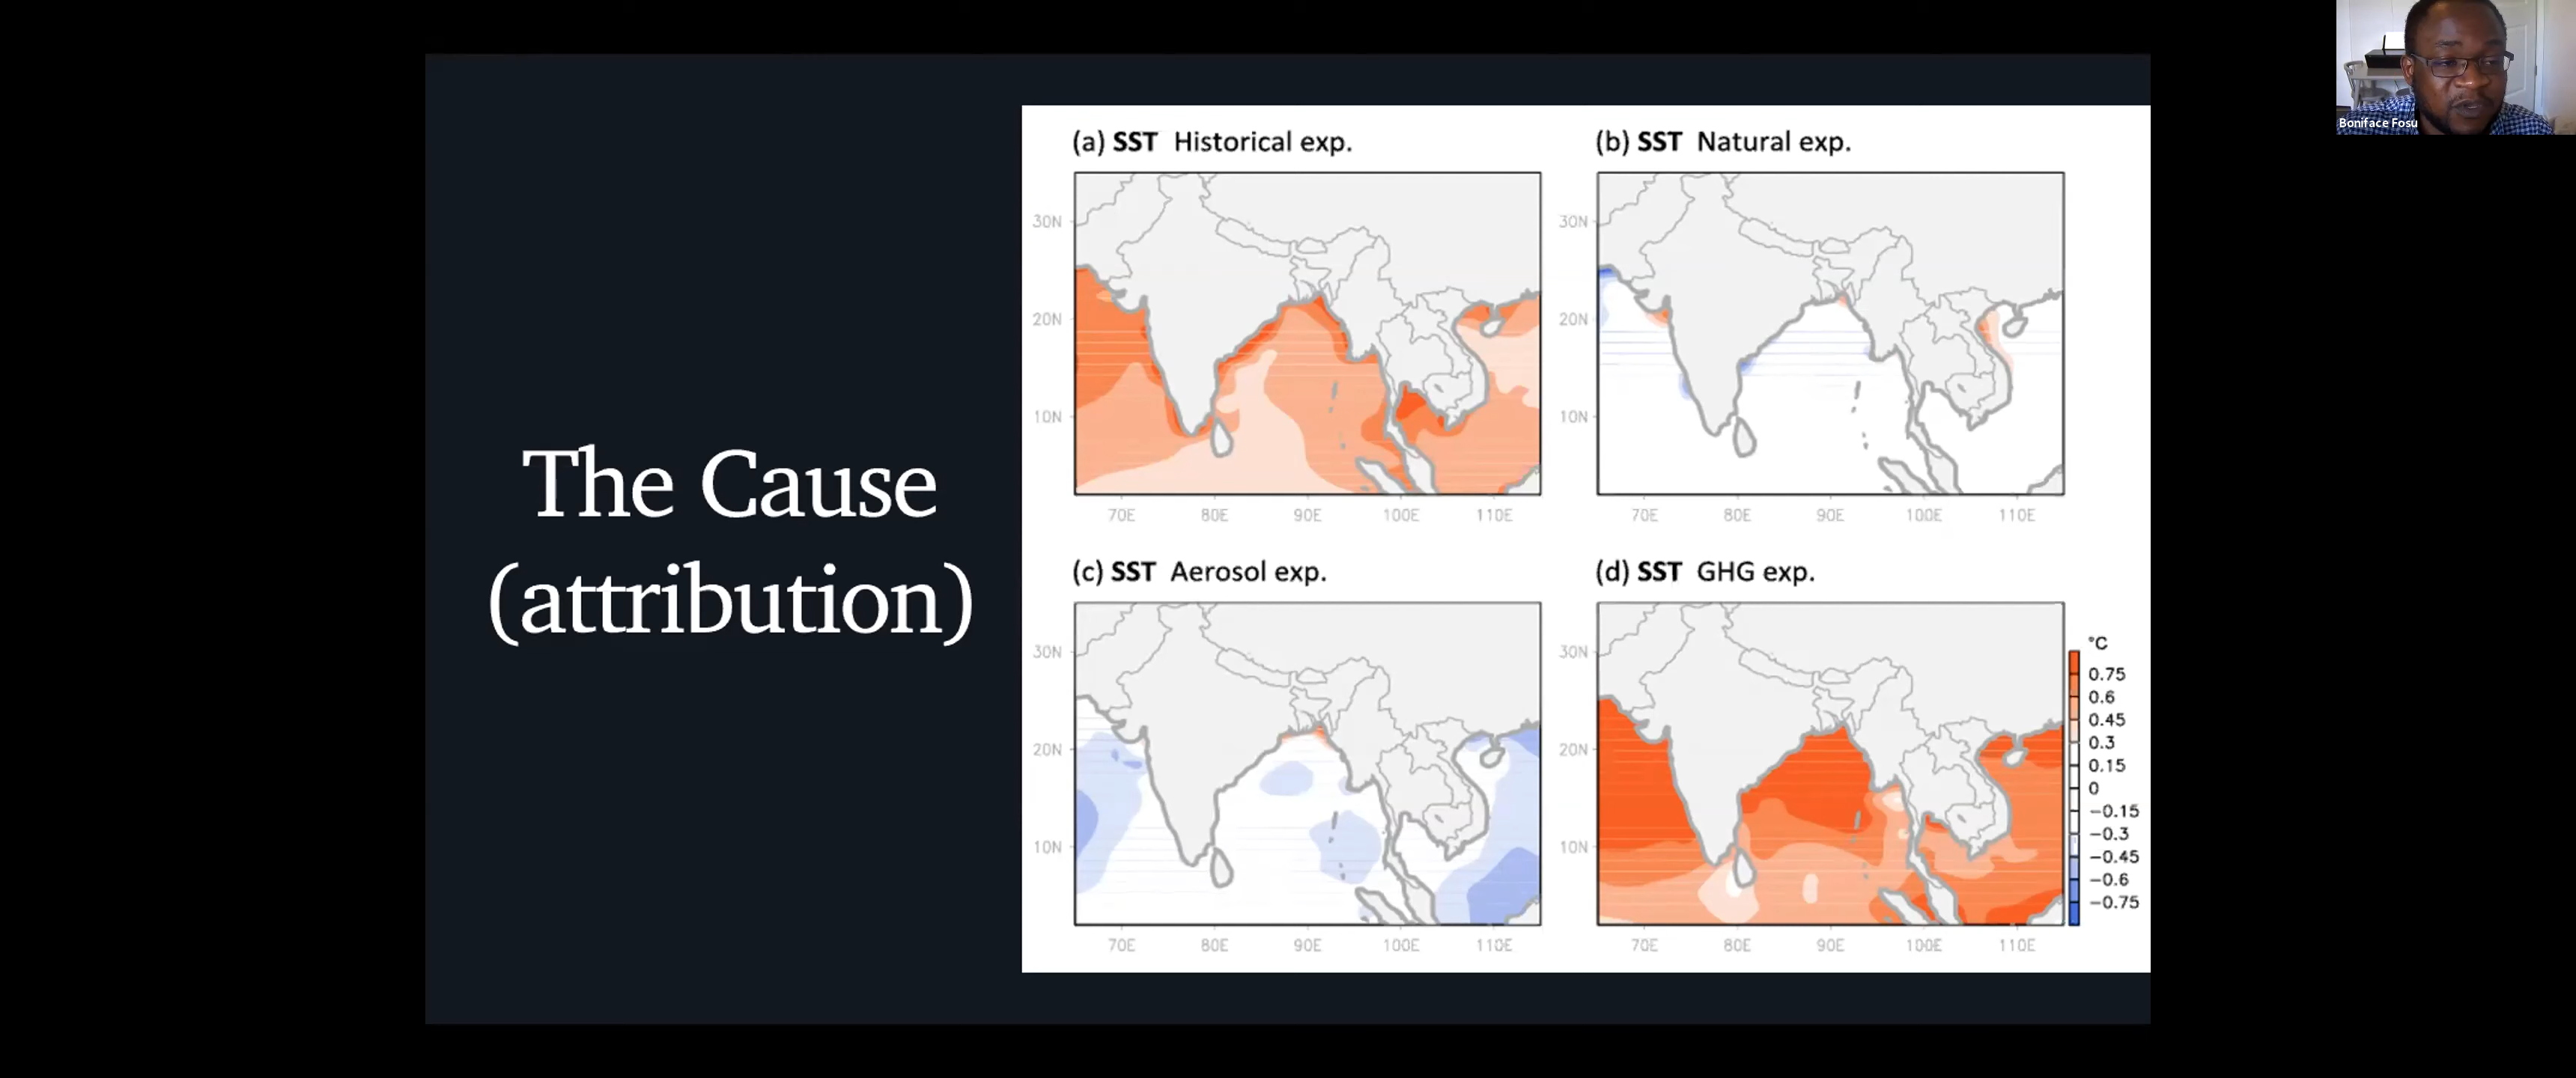 Boniface Fosu
The Cause
(attribution)
(a) SST Historical exp.
30N
20N
10N
70E 80E 90E 100E 110E
(b) SST Natural exp.
30N
20N
10N
70E 80E 90E 100E 110E
(c) SST Aerosol exp.
30N
20N
10N
70E 80E 90E 100E 110E
(d) SST GHG exp.
30N
20N
10N
70E 80E 90E 100E 110E
°C
0.75
0.6
0.45
0.3
0.15
0
−0.15
−0.3
−0.45
−0.6
−0.75